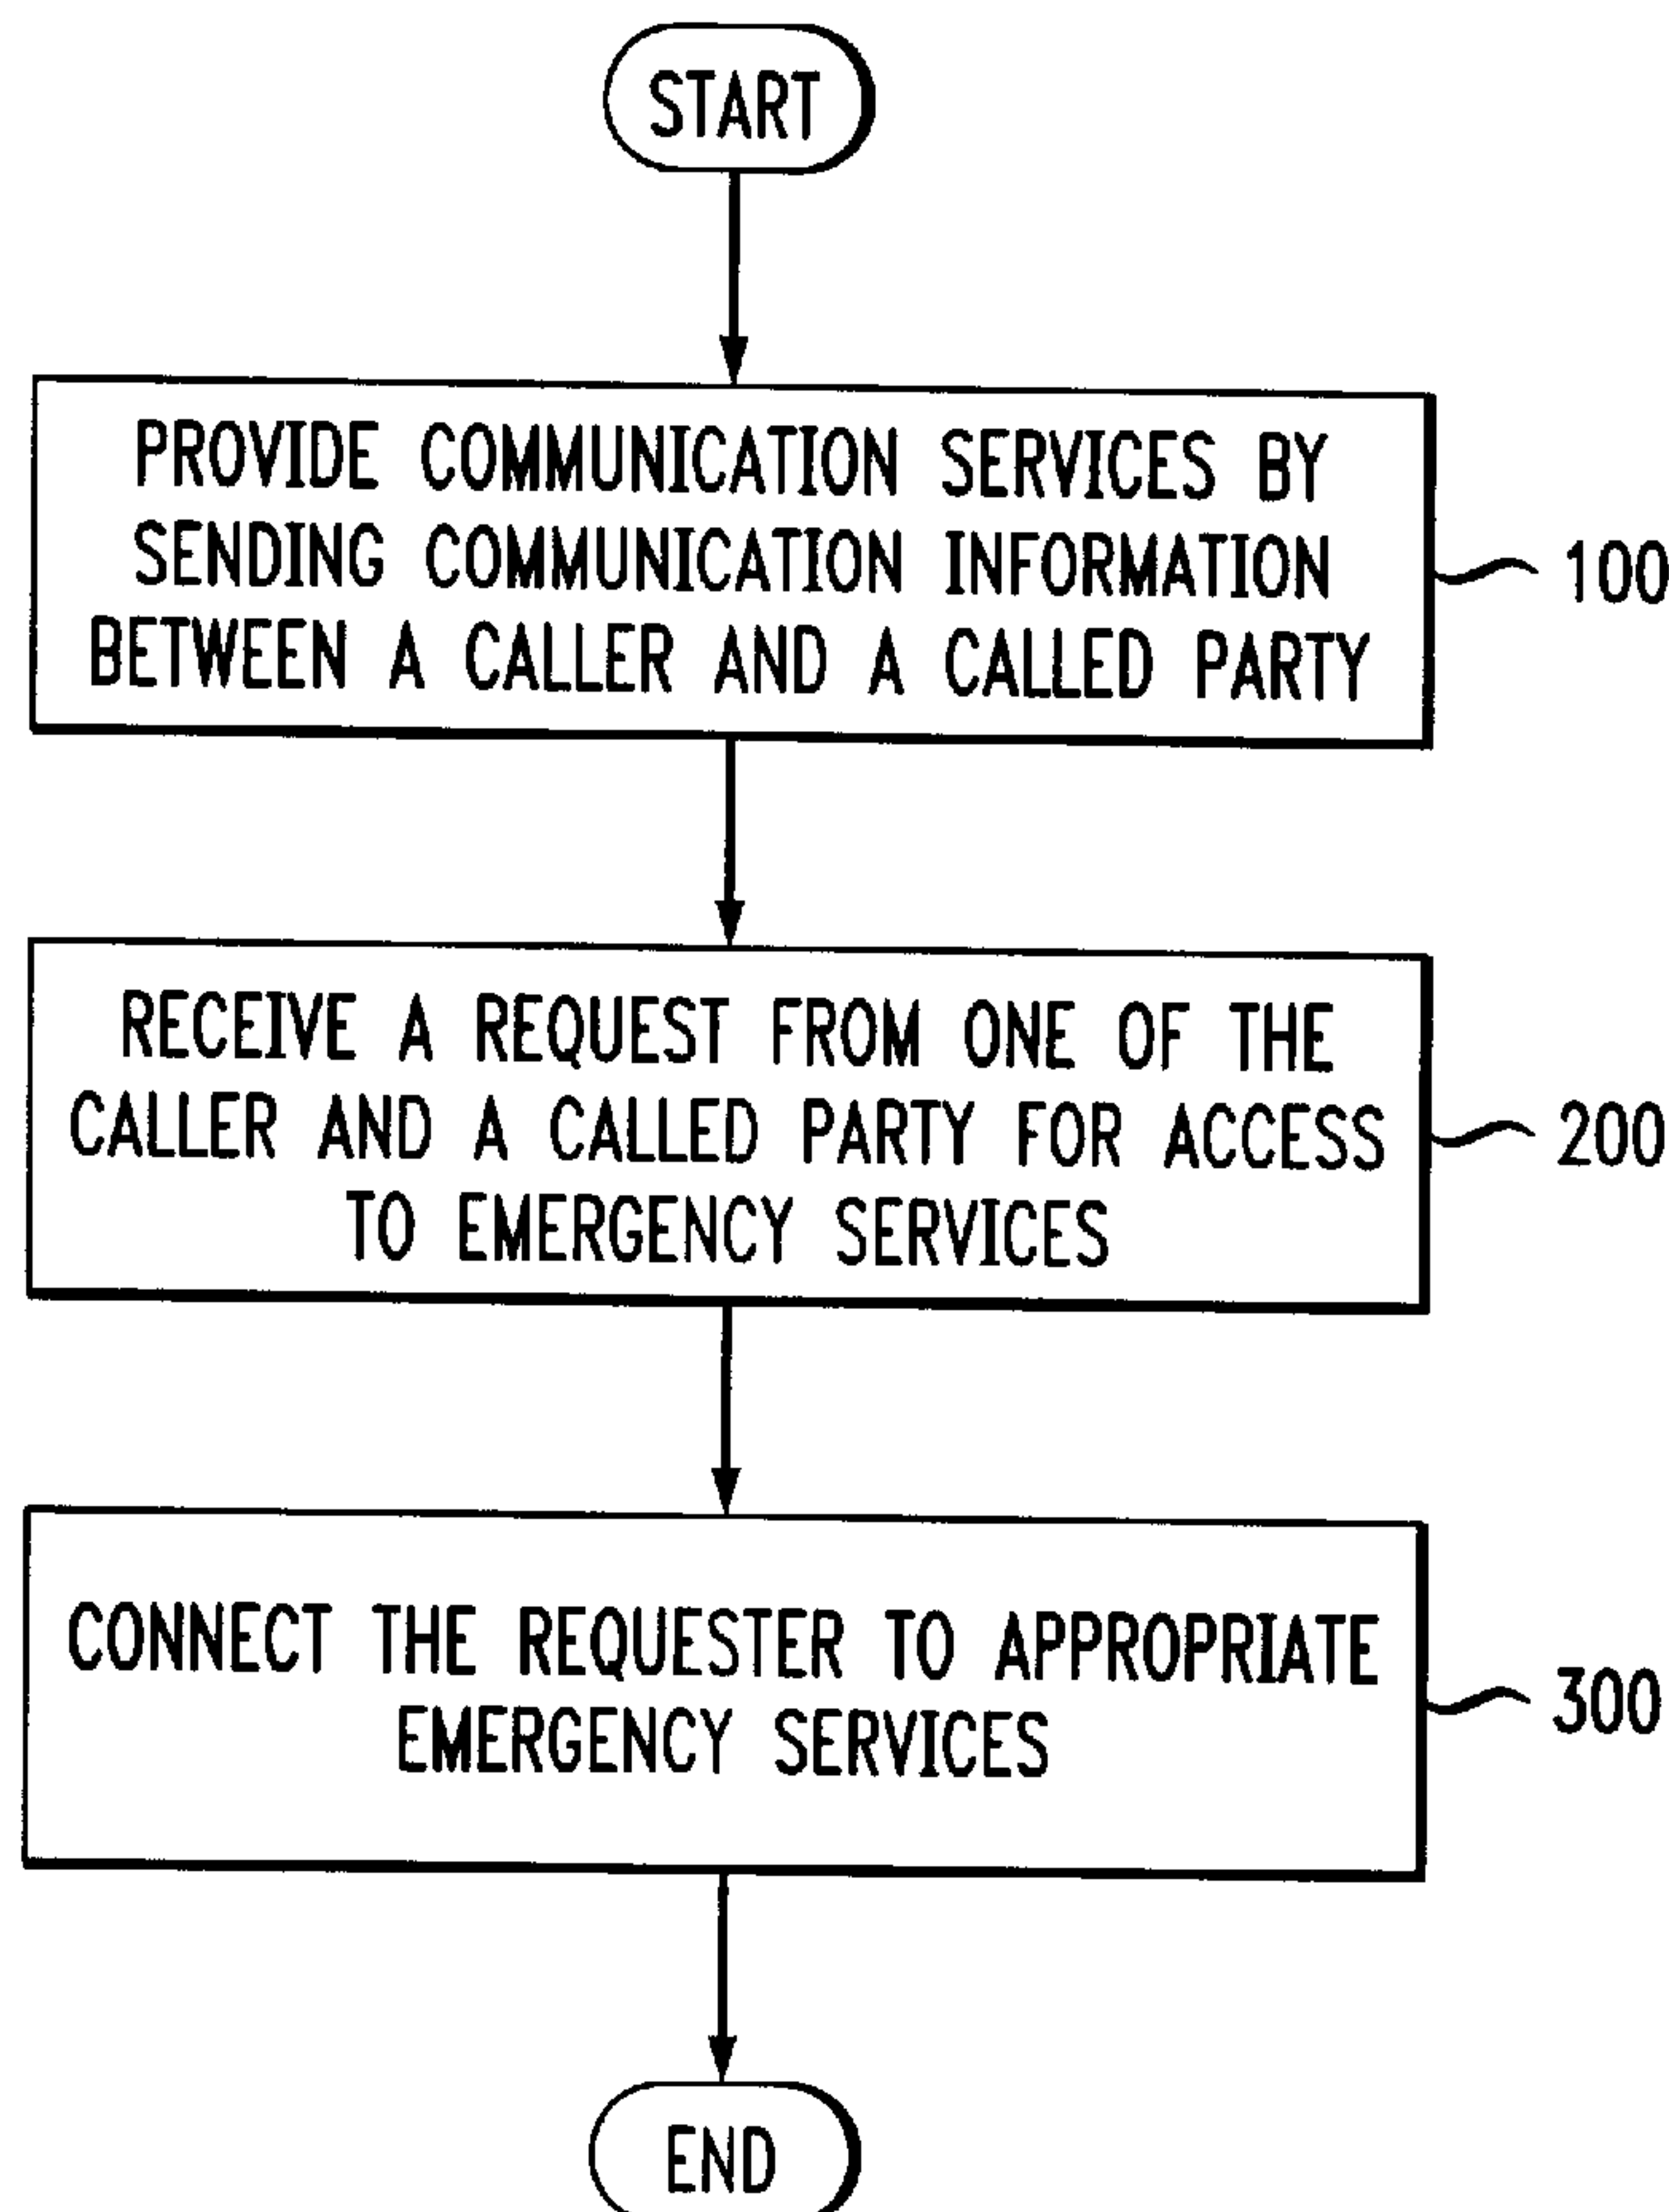 START
PROVIDE COMMUNICATION SERVICES BY
SENDING COMMUNICATION INFORMATION
BETWEEN A CALLER AND A CALLED PARTY
100
RECEIVE A REQUEST FROM ONE OF THE
CALLER AND A CALLED PARTY FOR ACCESS
TO EMERGENCY SERVICES
200
CONNECT THE REQUESTER TO APPROPRIATE
EMERGENCY SERVICES
300
END